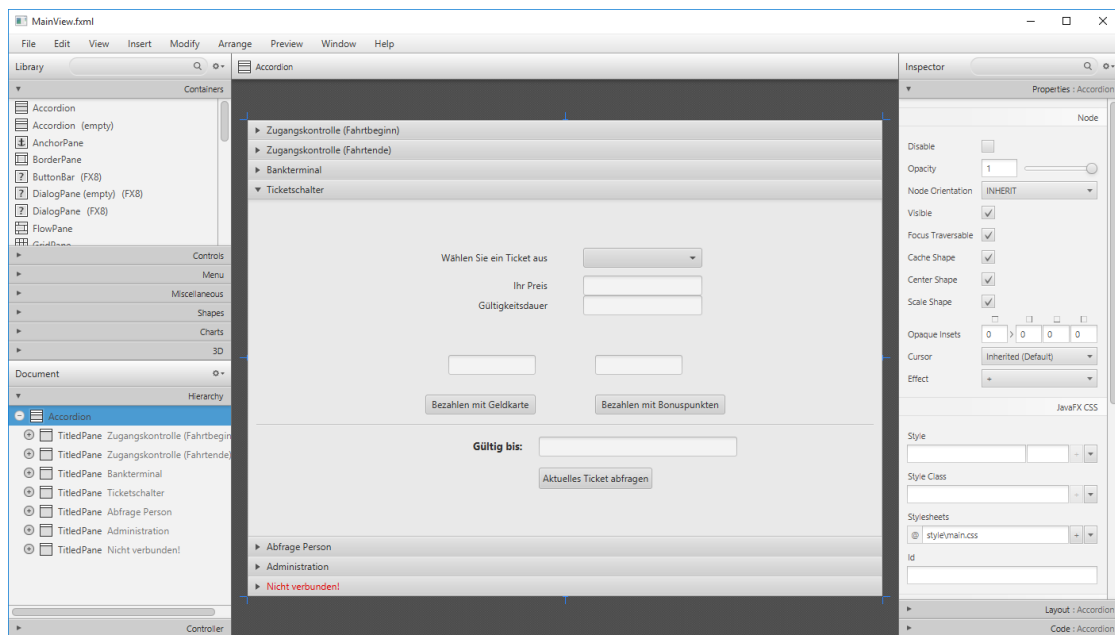 MainView.fxml
File Edit View Insert Modify Arrange Preview Window Help
Library
Containers
Accordion
Accordion (empty)
AnchorPane
BorderPane
ButtonBar (FX8)
DialogPane (empty) (FX8)
DialogPane (FX8)
FlowPane
GridPane
Controls
Menu
Miscellaneous
Shapes
Charts
3D
Document
Hierarchy
Accordion
TitledPane Zugangskontrolle (Fahrtbegin
TitledPane Zugangskontrolle (Fahrtende)
TitledPane Bankterminal
TitledPane Ticketschalter
TitledPane Abfrage Person
TitledPane Administration
TitledPane Nicht verbunden!
Controller
Accordion
Zugangskontrolle (Fahrtbeginn)
Zugangskontrolle (Fahrtende)
Bankterminal
Ticketschalter
Wählen Sie ein Ticket aus
Ihr Preis
Gültigkeitsdauer
Bezahlen mit Geldkarte Bezahlen mit Bonuspunkten
Gültig bis:
Aktuelles Ticket abfragen
Abfrage Person
Administration
Nicht verbunden!
Inspector
Properties : Accordion
Node
Disable
Opacity 1
Node Orientation INHERIT
Visible
Focus Traversable
Cache Shape
Center Shape
Scale Shape
Opaque Insets 0 0 0 0
Cursor Inherited (Default)
Effect +
JavaFX CSS
Style
Style Class
Stylesheets
@ style\main.css
Id
Layout : Accordion
Code : Accordion